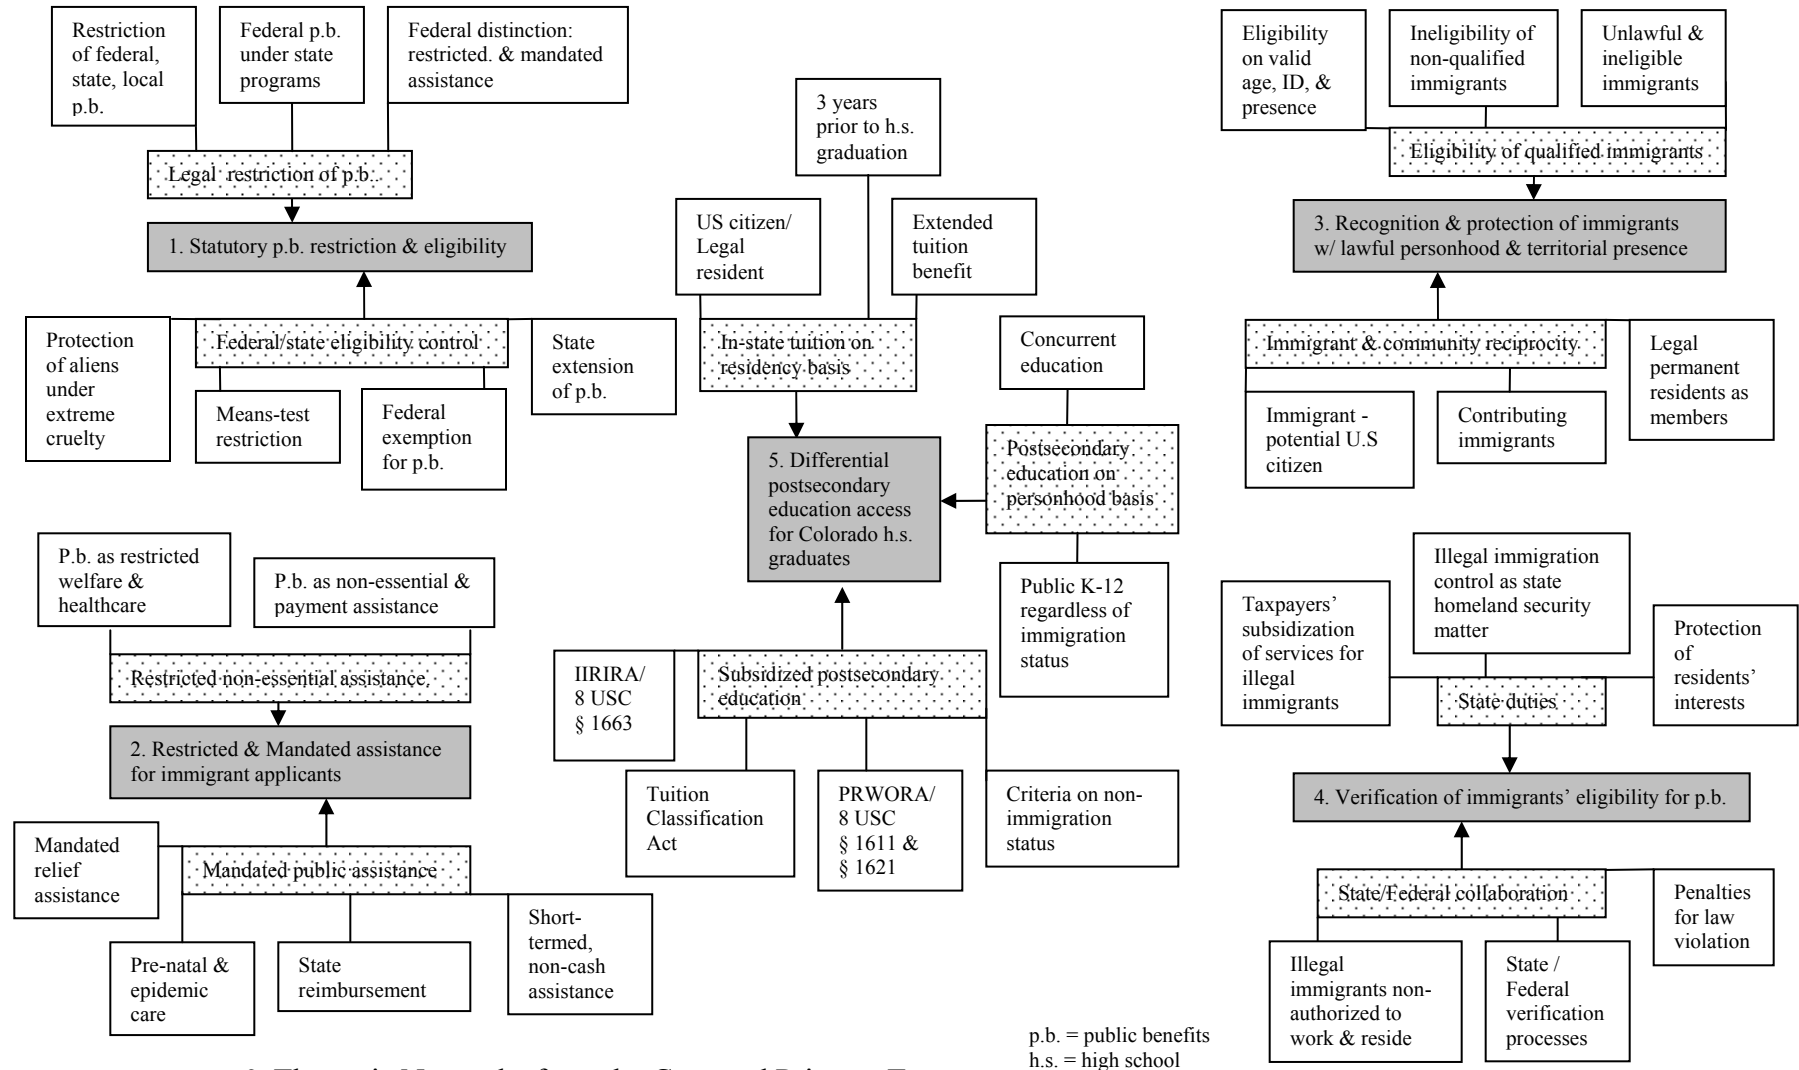 Restriction
of federal,
state, local
p.b.
Federal p.b.
under state
programs
Federal distinction:
restricted. & mandated
assistance
Legal restriction of p.b..
1. Statutory p.b. restriction & eligibility
Protection
of aliens
under
extreme
cruelty
Federal/state eligibility control
Means-test
restriction
Federal
exemption
for p.b.
State
extension
of p.b.
P.b. as restricted
welfare &
healthcare
P.b. as non-essential &
payment assistance
Restricted non-essential assistance.
2. Restricted & Mandated assistance
for immigrant applicants
Mandated
relief
assistance
Mandated public assistance
Pre-natal &
epidemic
care
State
reimbursement
Short-
termed,
non-cash
assistance
3 years
prior to h.s.
graduation
US citizen/
Legal
resident
Extended
tuition
benefit
In-state tuition on
residency basis
Concurrent
education
Postsecondary
education on
personhood basis
5. Differential
postsecondary
education access
for Colorado h.s.
graduates
Public K-12
regardless of
immigration
status
IIRIRA/
8 USC
§ 1663
Subsidized postsecondary
education
Tuition
Classification
Act
PRWORA/
8 USC
§ 1611 &
§ 1621
Criteria on non-
immigration
status
Eligibility
on valid
age, ID, &
presence
Ineligibility of
non-qualified
immigrants
Unlawful &
ineligible
immigrants
Eligibility of qualified immigrants
3. Recognition & protection of immigrants
w/ lawful personhood & territorial presence
Immigrant & community reciprocity
Legal
permanent
residents as
members
Immigrant -
potential U.S
citizen
Contributing
immigrants
Illegal immigration
control as state
homeland security
matter
Taxpayers’
subsidization
of services for
illegal
immigrants
Protection
of
residents’
interests
State duties
4. Verification of immigrants’ eligibility for p.b.
State/Federal collaboration
Penalties
for law
violation
Illegal
immigrants non-
authorized to
work & reside
State /
Federal
verification
processes
p.b. = public benefits
h.s. = high school